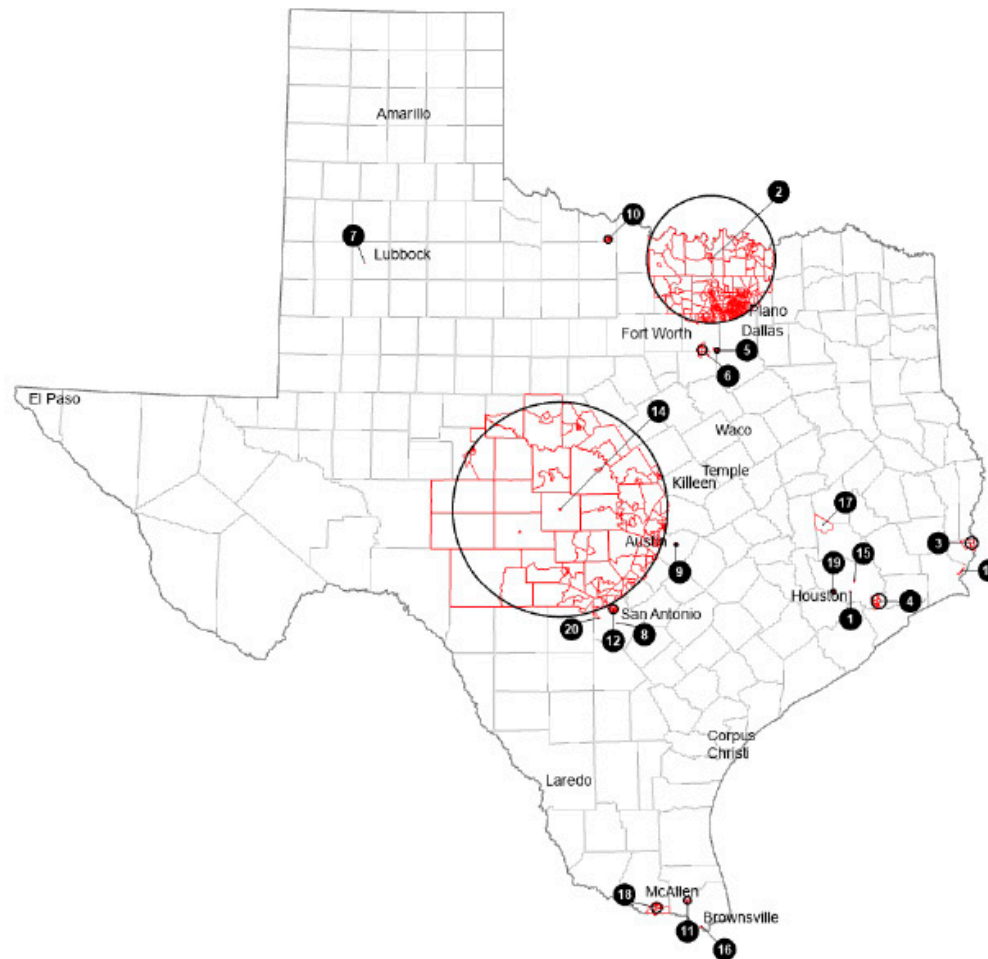 Amarillo
2
10
7
Lubbock
Plano
Fort Worth
Dallas
5
6
El Paso
14
Waco
Temple
Killeen
17
Austin
3
15
19
9
Houston
4
San Antonio
1
20
12
8
Corpus
Christi
Laredo
McAllen
18
Brownsville
11
16